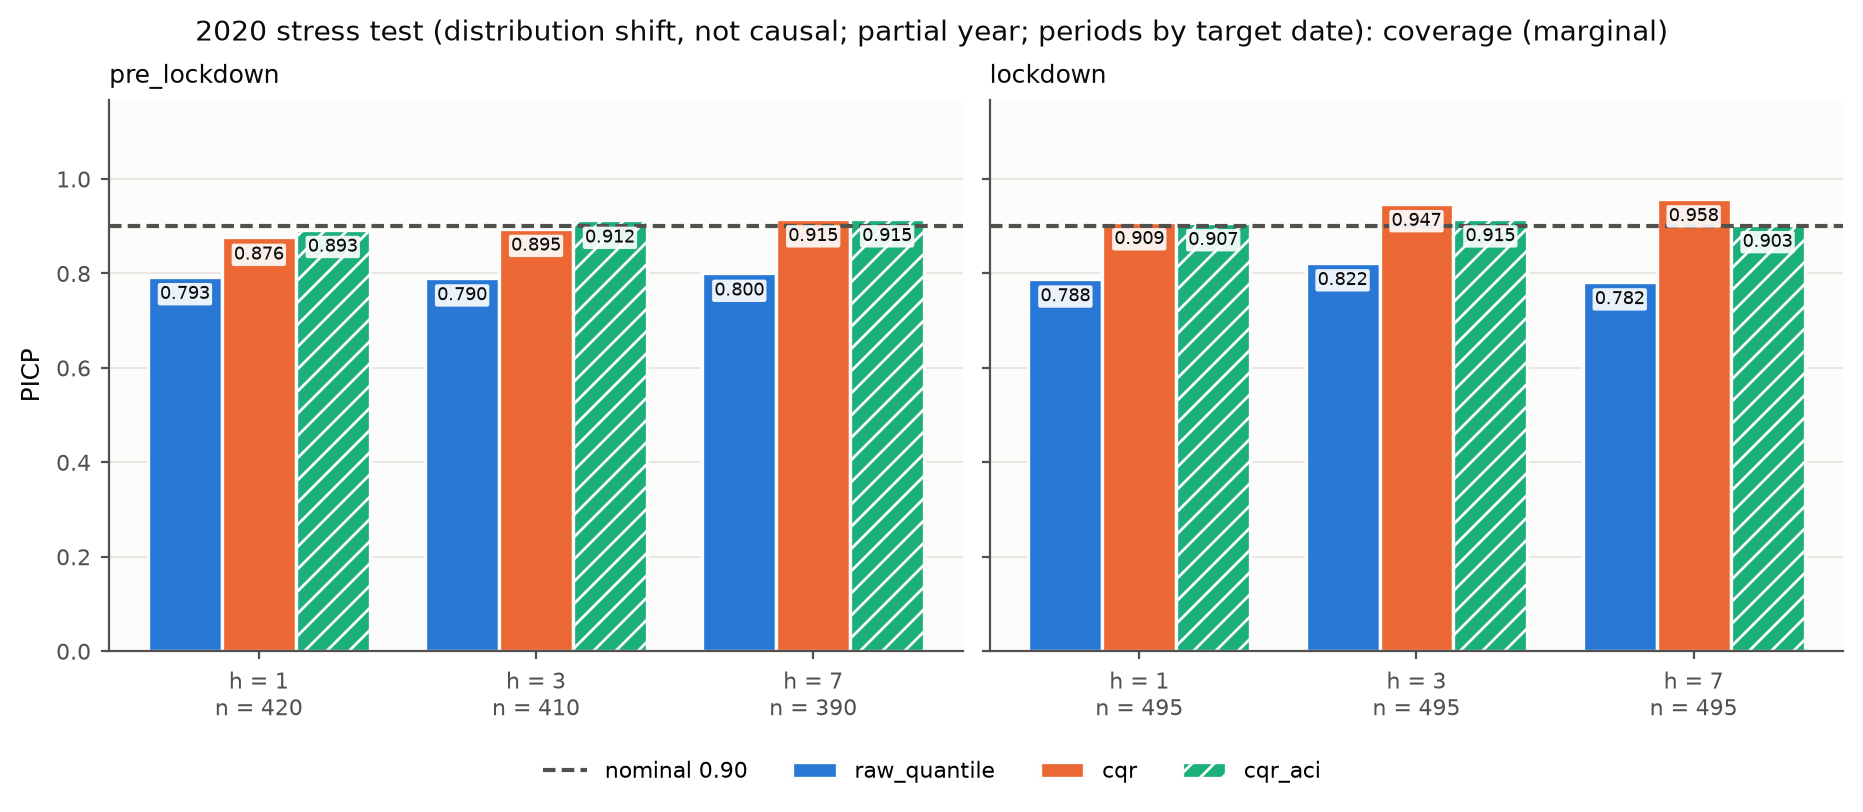 2020 stress test (distribution shift, not causal; partial year; periods by target date): coverage (marginal)
pre_lockdown
lockdown
PICP
1.0
0.8
0.6
0.4
0.2
0.0
0.793
0.876
0.893
0.790
0.895
0.912
0.800
0.915
0.915
0.788
0.909
0.907
0.822
0.947
0.915
0.782
0.958
0.903
h = 1
n = 420
h = 3
n = 410
h = 7
n = 390
h = 1
n = 495
h = 3
n = 495
h = 7
n = 495
nominal 0.90
raw_quantile
cqr
cqr_aci